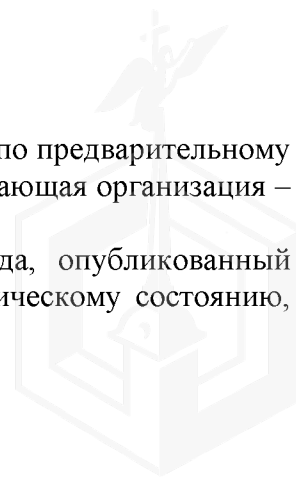 по предварительному
ающая организация –
да, опубликованный
ическому состоянию,